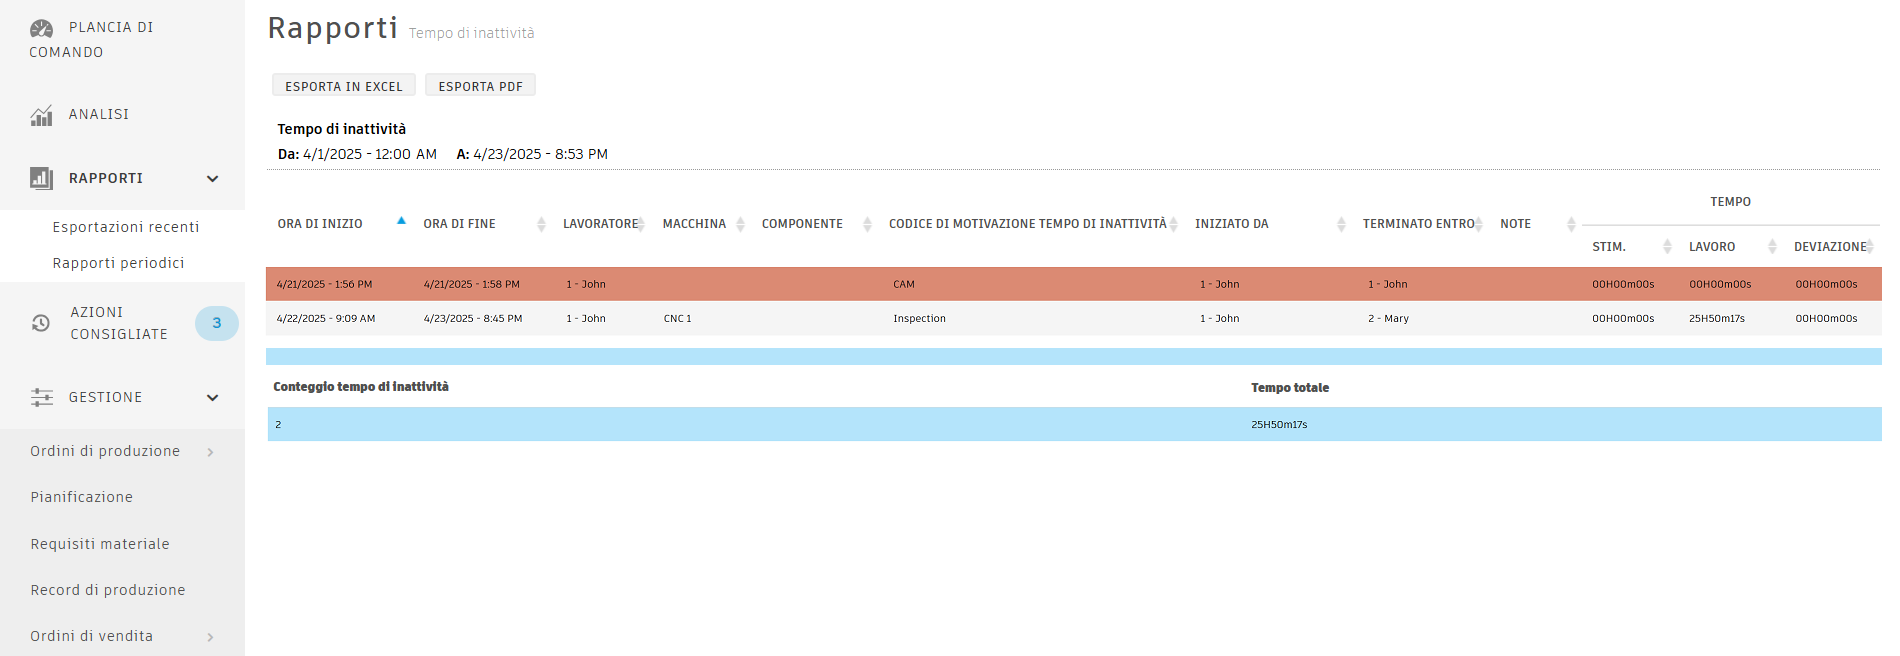 PLANCIA DI
COMANDO
ANALISI
RAPPORTI
Esportazioni recenti
Rapporti periodici
AZIONI
CONSIGLIATE
3
GESTIONE
Ordini di produzione
Pianificazione
Requisiti materiale
Record di produzione
Ordini di vendita
Rapporti Tempo di inattività
ESPORTA IN EXCEL ESPORTA PDF
Tempo di inattività
Da: 4/1/2025 - 12:00 AM A: 4/23/2025 - 8:53 PM
TEMPO
ORA DI INIZIO ORA DI FINE LAVORATORE MACCHINA COMPONENTE CODICE DI MOTIVAZIONE TEMPO DI INATTIVITÀ INIZIATO DA TERMINATO ENTRO NOTE
STIM. LAVORO DEVIAZIONE
4/21/2025 - 1:56 PM 4/21/2025 - 1:58 PM 1 - John CAM 1 - John 1 - John 00H00m00s 00H00m00s 00H00m00s
4/22/2025 - 9:09 AM 4/23/2025 - 8:45 PM 1 - John CNC 1 Inspection 1 - John 2 - Mary 00H00m00s 25H50m17s 00H00m00s
Conteggio tempo di inattività Tempo totale
2 25H50m17s